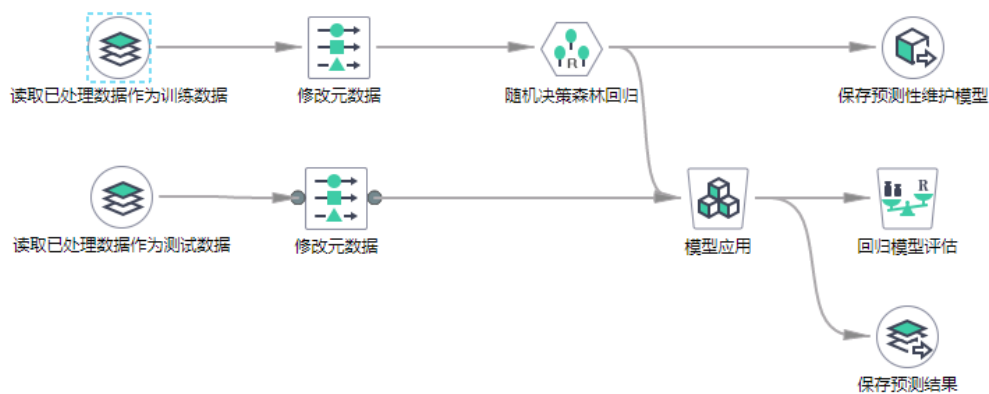 读取已处理数据作为训练数据
修改元数据
R
随机决策森林回归
保存预测性维护模型
读取已处理数据作为测试数据
修改元数据
模型应用
R
回归模型评估
保存预测结果